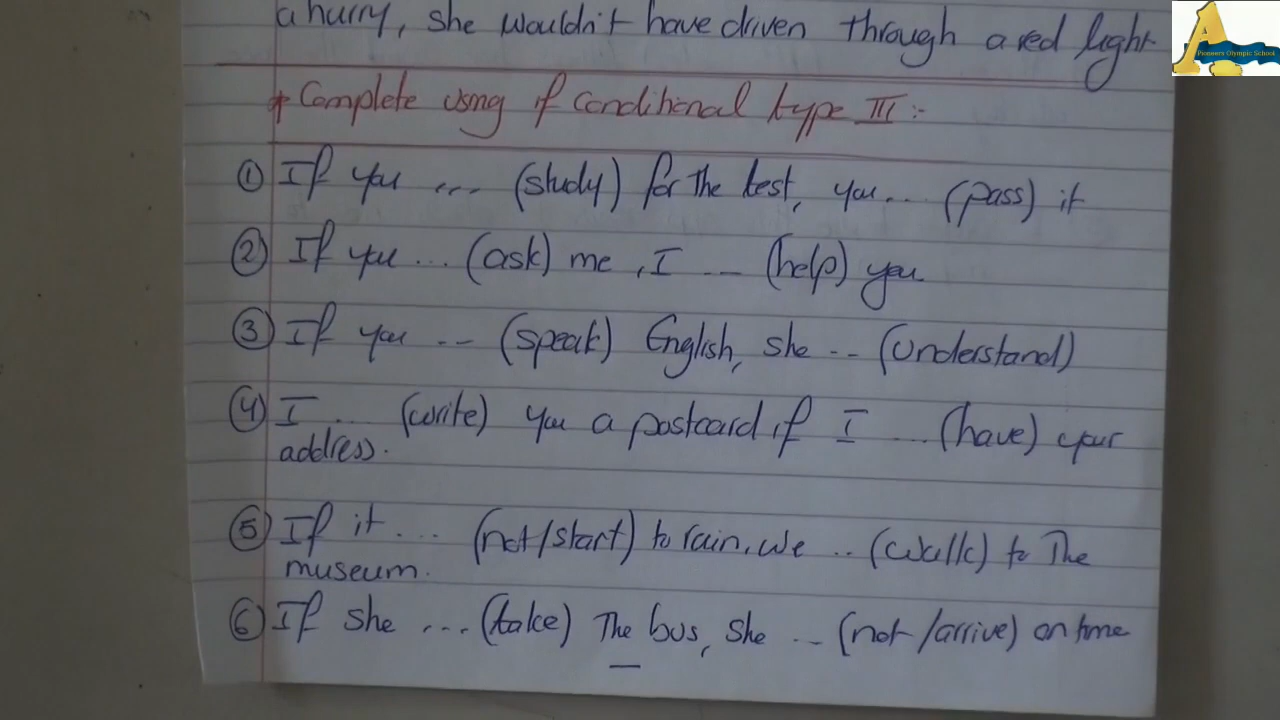 a hurry, she wouldn't have driven through a red light
* Complete using if conditional type III :-
① If you .... (study) for the test, you... (pass) it
② If you ... (ask) me, I ... (help) you
③ If you ... (speak) English, she .. (understand)
④ I ... (write) you a postcard if I ... (have) your
address.
⑤ If it .... (not/start) to rain, we .. (walk) to the
museum.
⑥ If she .... (take) The bus, she ... (not/arrive) on time
Pioneers Olympic School